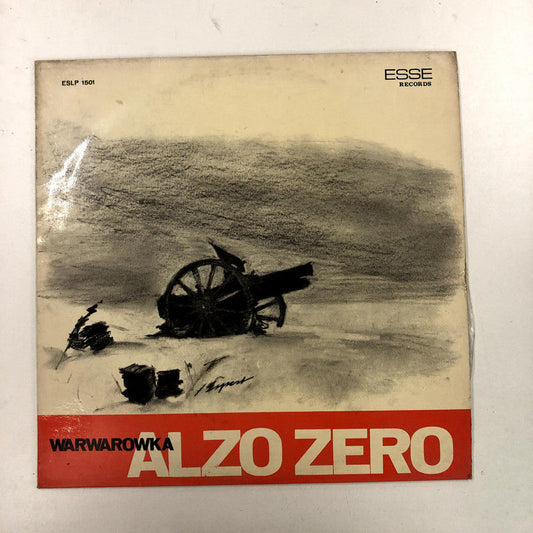 ESLP 1501
ESSE
RECORDS
WARWAROWKA
ALZO ZERO